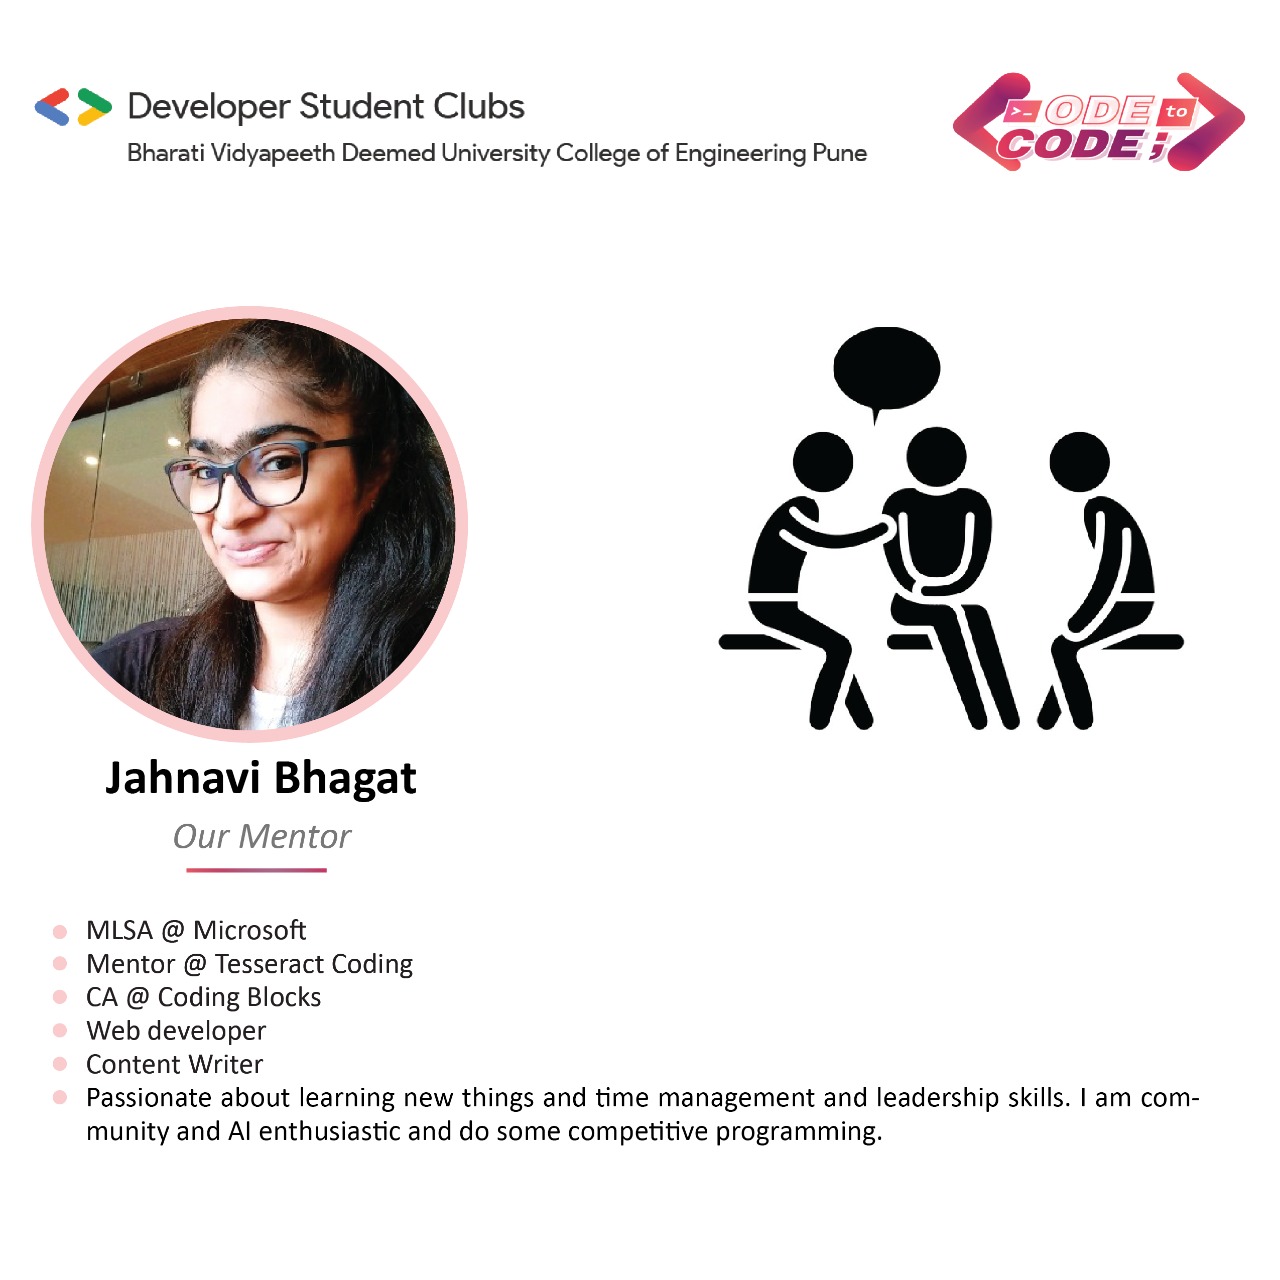 Developer Student Clubs
Bharati Vidyapeeth Deemed University College of Engineering Pune
>_ ODE to
CODE;
Jahnavi Bhagat
Our Mentor
MLSA @ Microsoft
Mentor @ Tesseract Coding
CA @ Coding Blocks
Web developer
Content Writer
Passionate about learning new things and time management and leadership skills. I am com-
munity and AI enthusiastic and do some competitive programming.